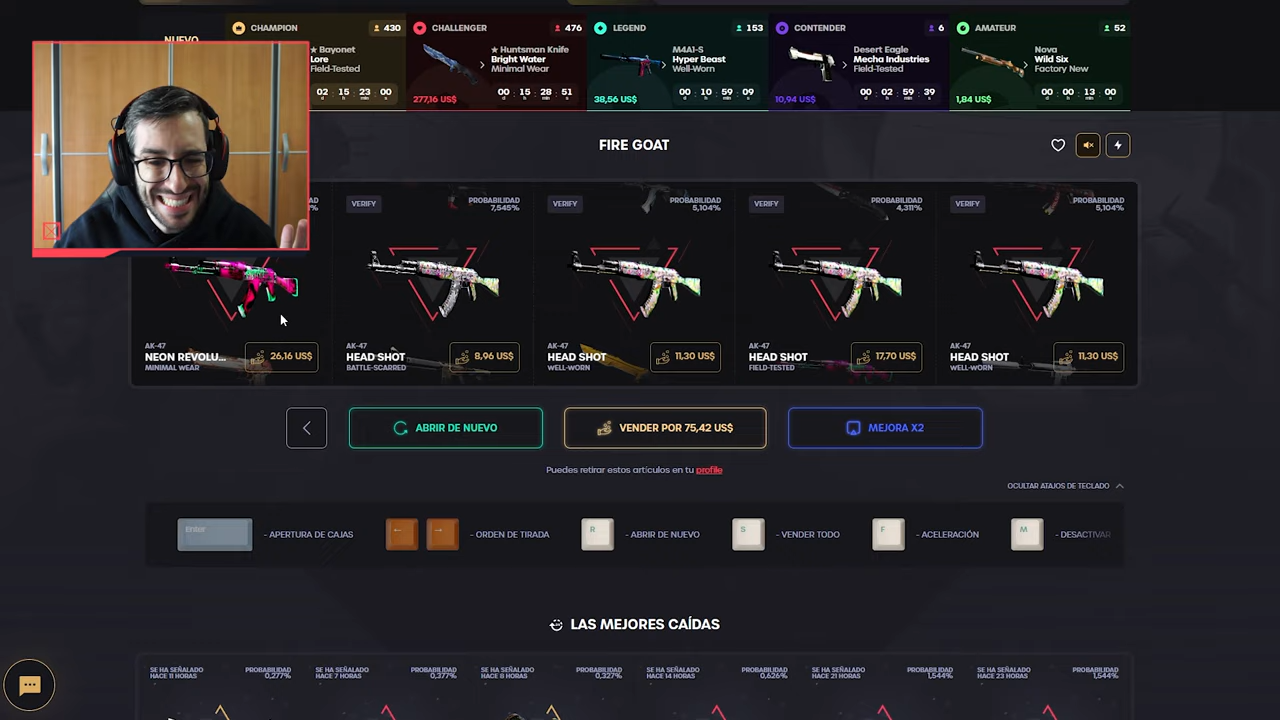 NUEVO
CHAMPION 430
★ Bayonet
Lore
Field-Tested
02 : 15 : 23 : 00
d h min s
CHALLENGER 476
★ Huntsman Knife
Bright Water
Minimal Wear
277,16 US$
00 : 15 : 28 : 51
d h min s
LEGEND 153
M4A1-S
Hyper Beast
Well-Worn
38,56 US$
00 : 10 : 59 : 09
d h min s
CONTENDER 6
Desert Eagle
Mecha Industries
Field-Tested
10,94 US$
00 : 02 : 59 : 39
d h min s
AMATEUR 52
Nova
Wild Six
Factory New
1,84 US$
00 : 00 : 13 : 00
d h min s
FIRE GOAT
AK-47
NEON REVOLU...
MINIMAL WEAR
26,16 US$
VERIFY
PROBABILIDAD
7,545%
AK-47
HEAD SHOT
BATTLE-SCARRED
8,96 US$
VERIFY
PROBABILIDAD
5,104%
AK-47
HEAD SHOT
WELL-WORN
11,30 US$
VERIFY
PROBABILIDAD
4,311%
AK-47
HEAD SHOT
FIELD-TESTED
17,70 US$
VERIFY
PROBABILIDAD
5,104%
AK-47
HEAD SHOT
WELL-WORN
11,30 US$
ABRIR DE NUEVO
VENDER POR 75,42 US$
MEJORA X2
Puedes retirar estos artículos en tu profile
OCULTAR ATAJOS DE TECLADO
Enter - APERTURA DE CAJAS
← → - ORDEN DE TIRADA
R - ABRIR DE NUEVO
S - VENDER TODO
F - ACELERACIÓN
M - DESACTIVAR
LAS MEJORES CAÍDAS
SE HA SEÑALADO
HACE 11 HORAS
PROBABILIDAD
0,277%
SE HA SEÑALADO
HACE 7 HORAS
PROBABILIDAD
0,377%
SE HA SEÑALADO
HACE 8 HORAS
PROBABILIDAD
0,327%
SE HA SEÑALADO
HACE 14 HORAS
PROBABILIDAD
0,626%
SE HA SEÑALADO
HACE 21 HORAS
PROBABILIDAD
1,544%
SE HA SEÑALADO
HACE 23 HORAS
PROBABILIDAD
1,544%